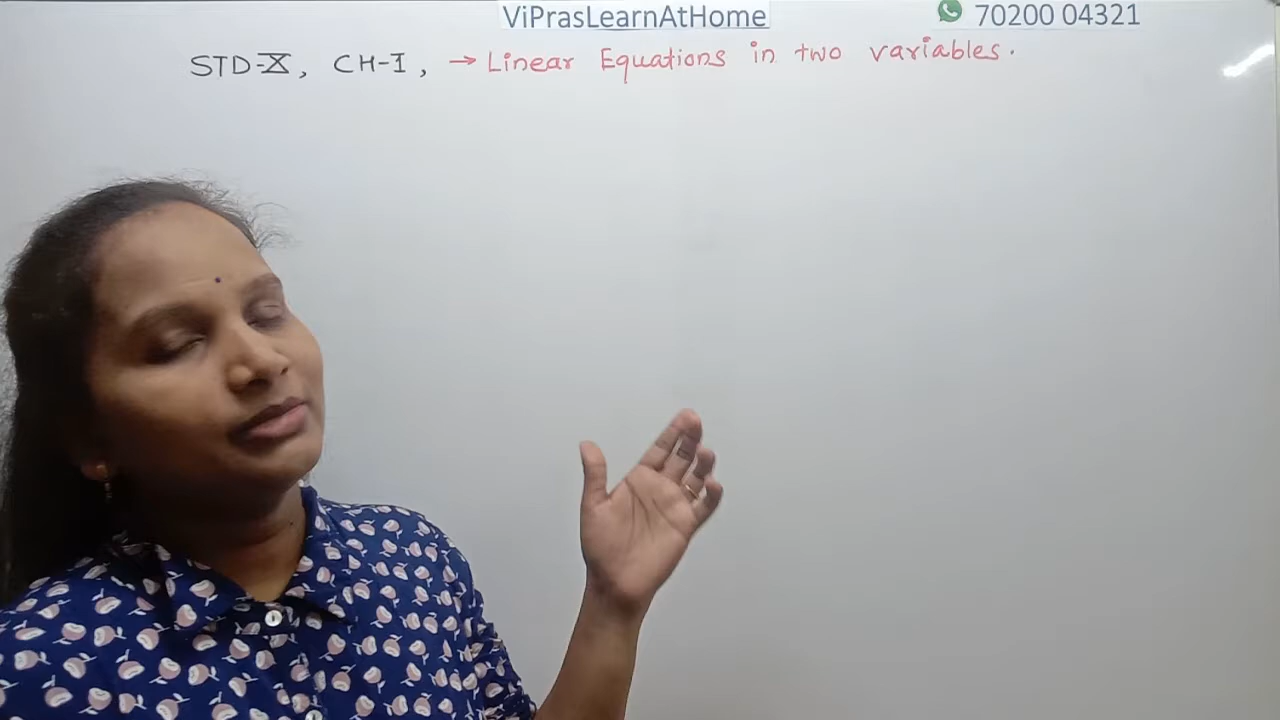 ViPrasLearnAtHome 70200 04321
STD-X, CH-I, → Linear Equations in two variables.